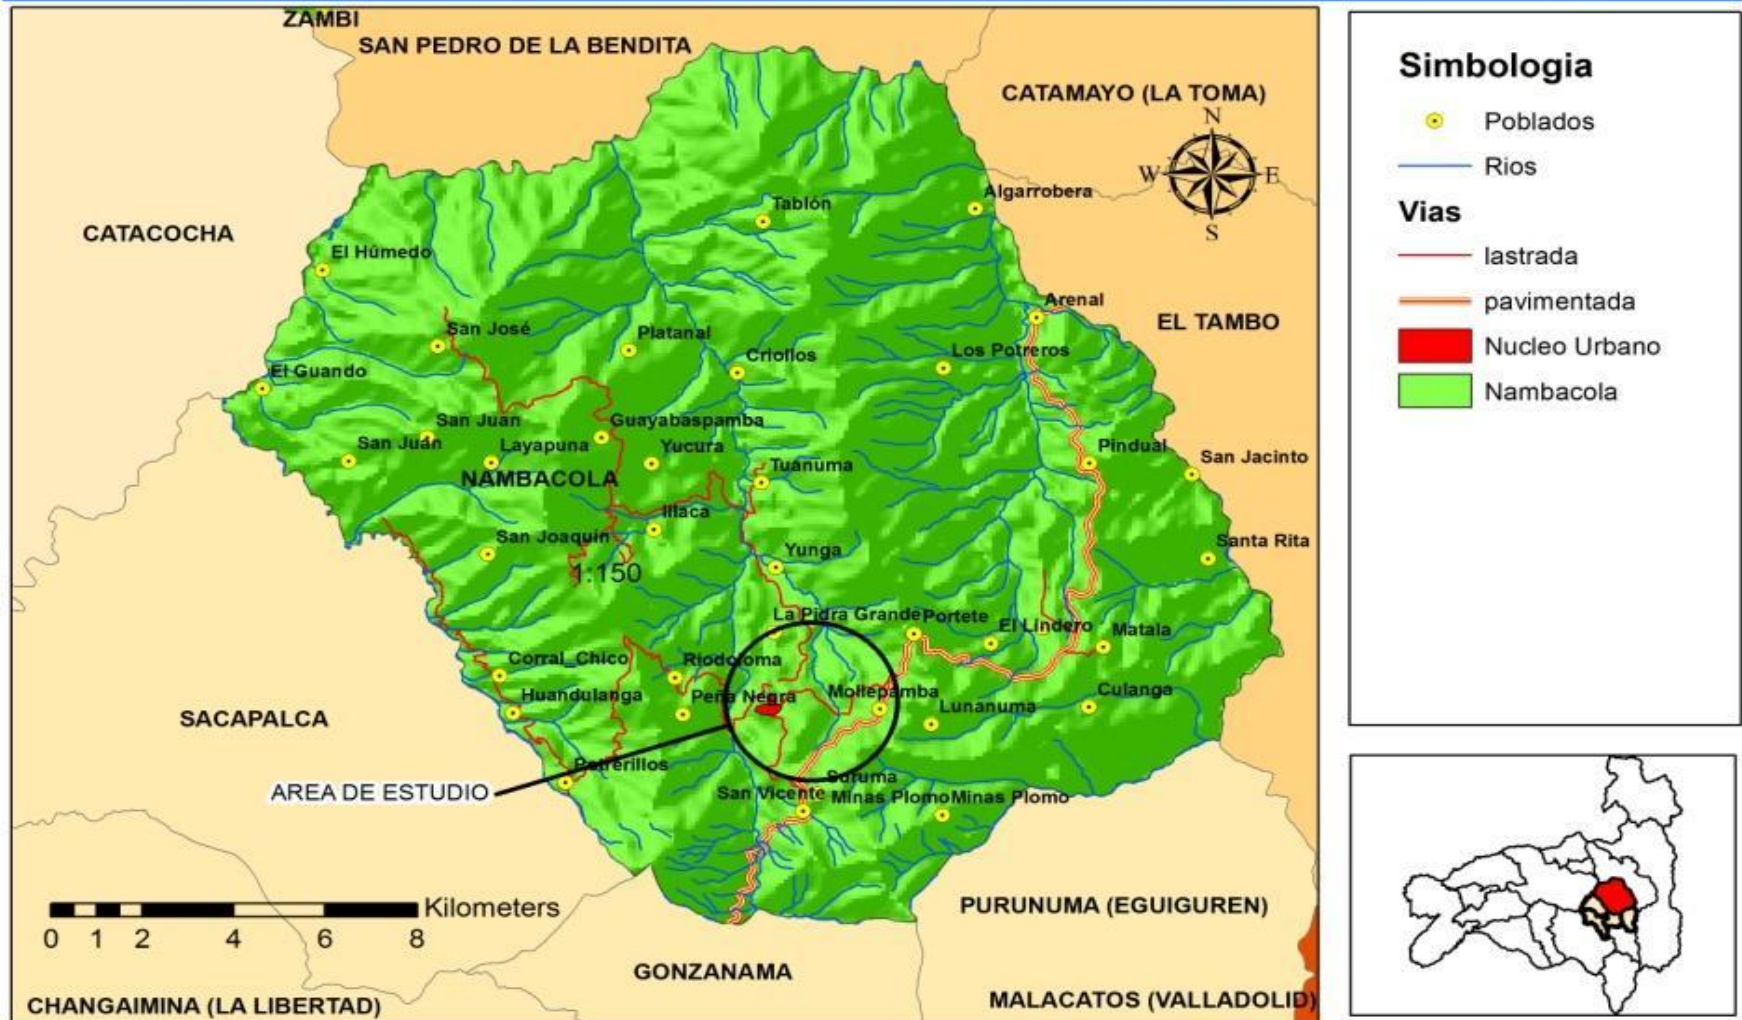 ZAMBI
SAN PEDRO DE LA BENDITA
CATAMAYO (LA TOMA)
N
W E
S
Algarrobera
Tablón
CATACOCHA
El Húmedo
Arenal
EL TAMBO
San José
Platanal
Criollos
Los Potreros
El Guando
San Juan
Guayabaspamba
San Juán
Layapuna
Yucura
Pindual
San Jacinto
Tuanuma
NAMBACOLA
Illaca
San Joaquin
Yunga
Santa Rita
1:150
La Pidra Grande
Portete
El Lindero
Matala
Corral_Chico
Riodoloma
Huandulanga
Peña Negra
Mollepamba
Culanga
Lunanuma
SACAPALCA
Potrerillos
AREA DE ESTUDIO
Suruma
San Vicente
Minas Plomo
Minas Plomo
Kilometers
0 1 2 4 6 8
PURUNUMA (EGUIGUREN)
GONZANAMA
CHANGAIMINA (LA LIBERTAD)
MALACATOS (VALLADOLID)
Simbologia
Poblados
Rios
Vias
lastrada
pavimentada
Nucleo Urbano
Nambacola